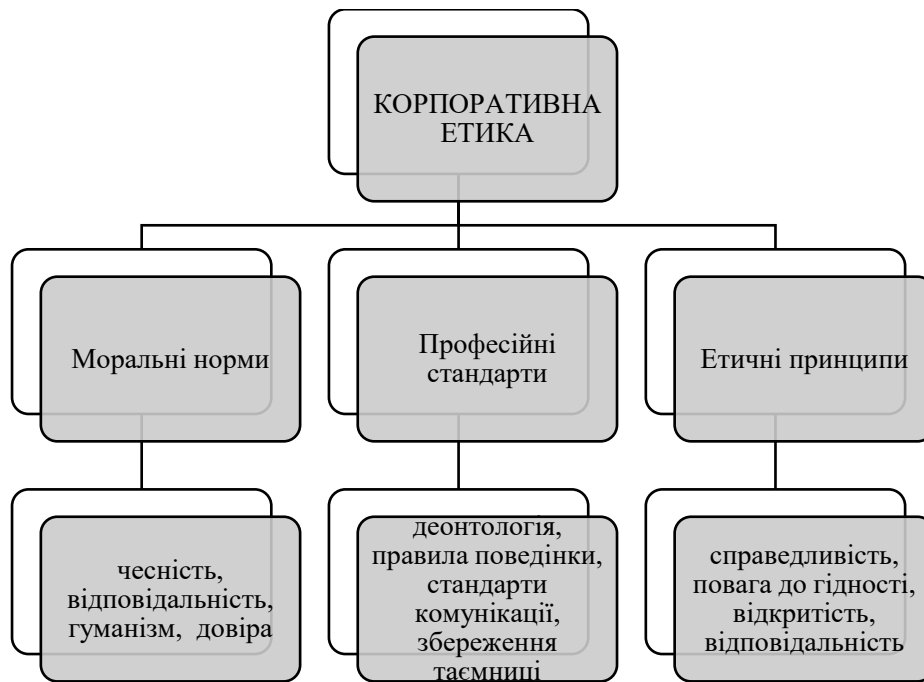 КОРПОРАТИВНА
ЕТИКА
Моральні норми
Професійні
стандарти
Етичні принципи
чесність,
відповідальність,
гуманізм, довіра
деонтологія,
правила поведінки,
стандарти
комунікації,
збереження
таємниці
справедливість,
повага до гідності,
відкритість,
відповідальність